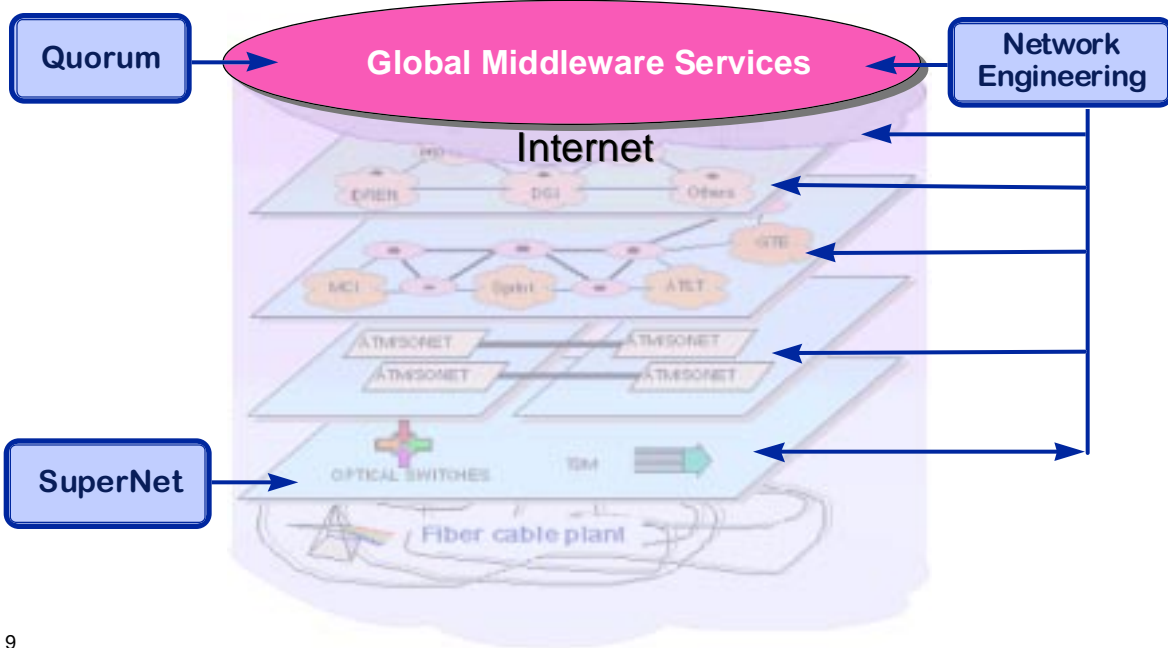 Quorum
Global Middleware Services
Network
Engineering
Internet
DREN
DSI
Others
GTE
MCI
Sprint
AT&T
ATM/SONET
ATM/SONET
ATM/SONET
ATM/SONET
SuperNet
OPTICAL SWITCHES
Fiber cable plant
9